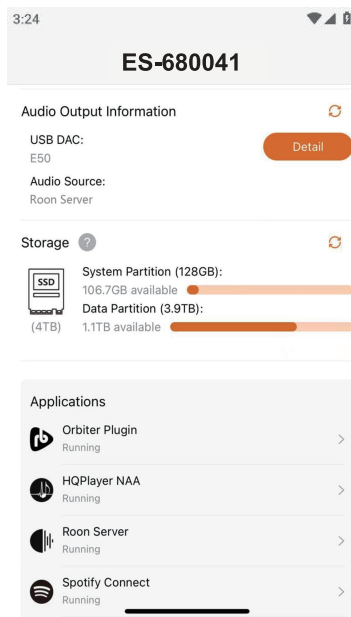 3:24
ES-680041
Audio Output Information
USB DAC:
E50
Detail
Audio Source:
Roon Server
Storage ?
SSD
(4TB)
System Partition (128GB):
106.7GB available
Data Partition (3.9TB):
1.1TB available
Applications
Orbiter Plugin
Running
HQPlayer NAA
Running
Roon Server
Running
Spotify Connect
Running